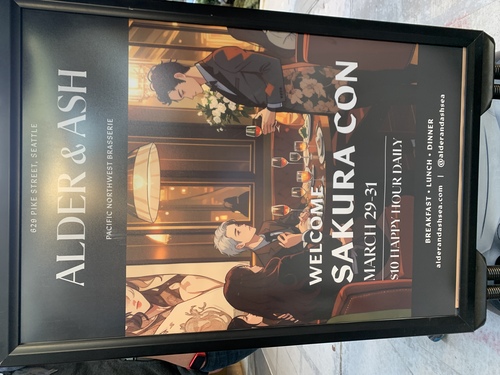 629 PIKE STREET, SEATTLE
ALDER & ASH
PACIFIC NORTHWEST BRASSERIE
WELCOME
SAKURA CON
MARCH 29-31
$10 HAPPY HOUR DAILY
BREAKFAST • LUNCH • DINNER
alderandashsea.com | @alderandashsea